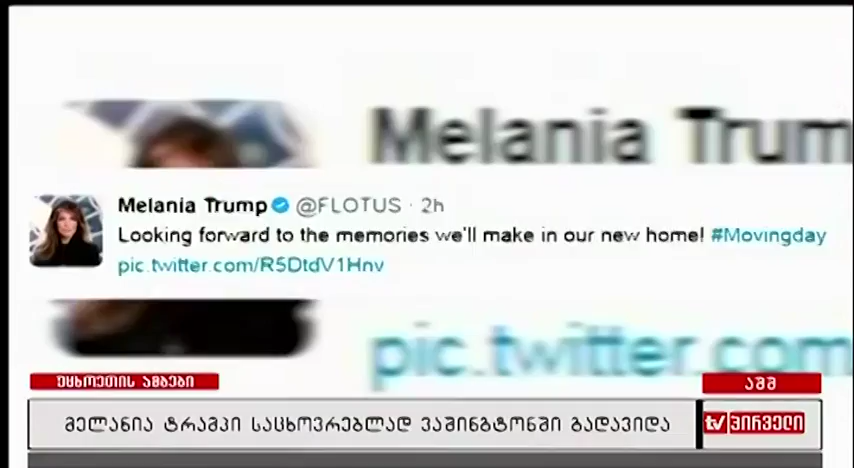 Melania Trump
Melania Trump @FLOTUS · 2h
Looking forward to the memories we'll make in our new home! #Movingday
pic.twitter.com/R5DtdV1Hnv
pic.twitter.com
უცხოეთის ამბები
აშშ
მელანია ტრამპი საცხოვრებლად ვაშინგტონში გადავიდა
tv პირველი